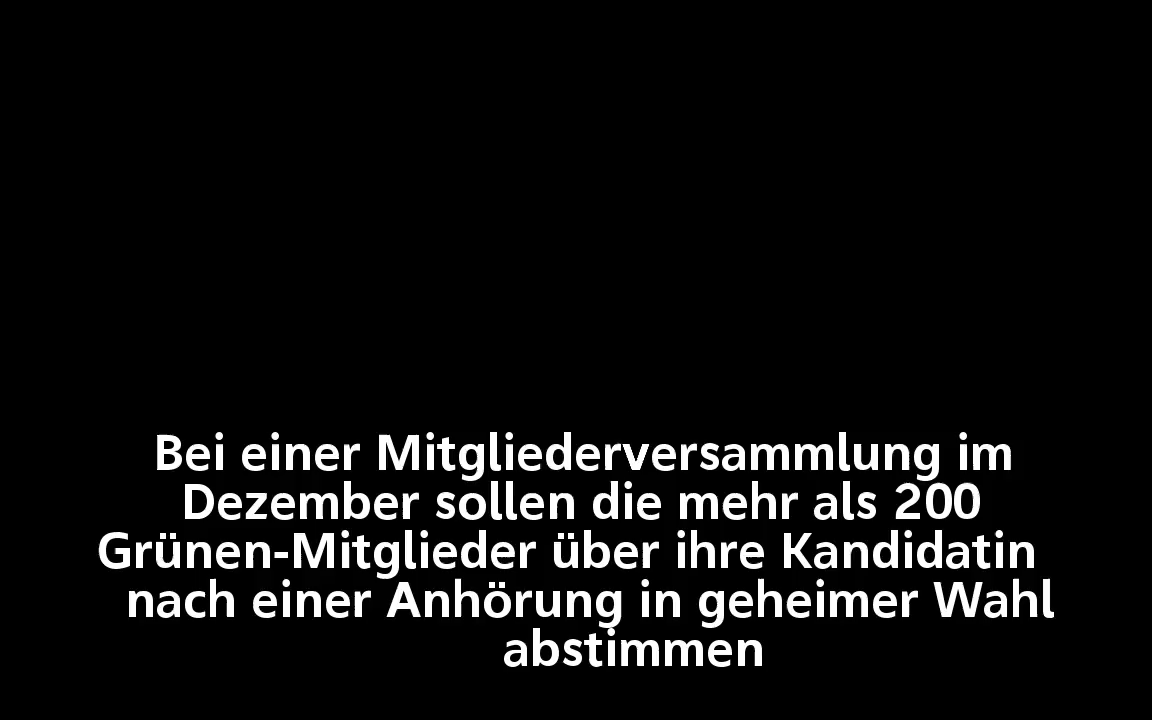 Bei einer Mitgliederversammlung im
Dezember sollen die mehr als 200
Grünen-Mitglieder über ihre Kandidatin
nach einer Anhörung in geheimer Wahl
abstimmen